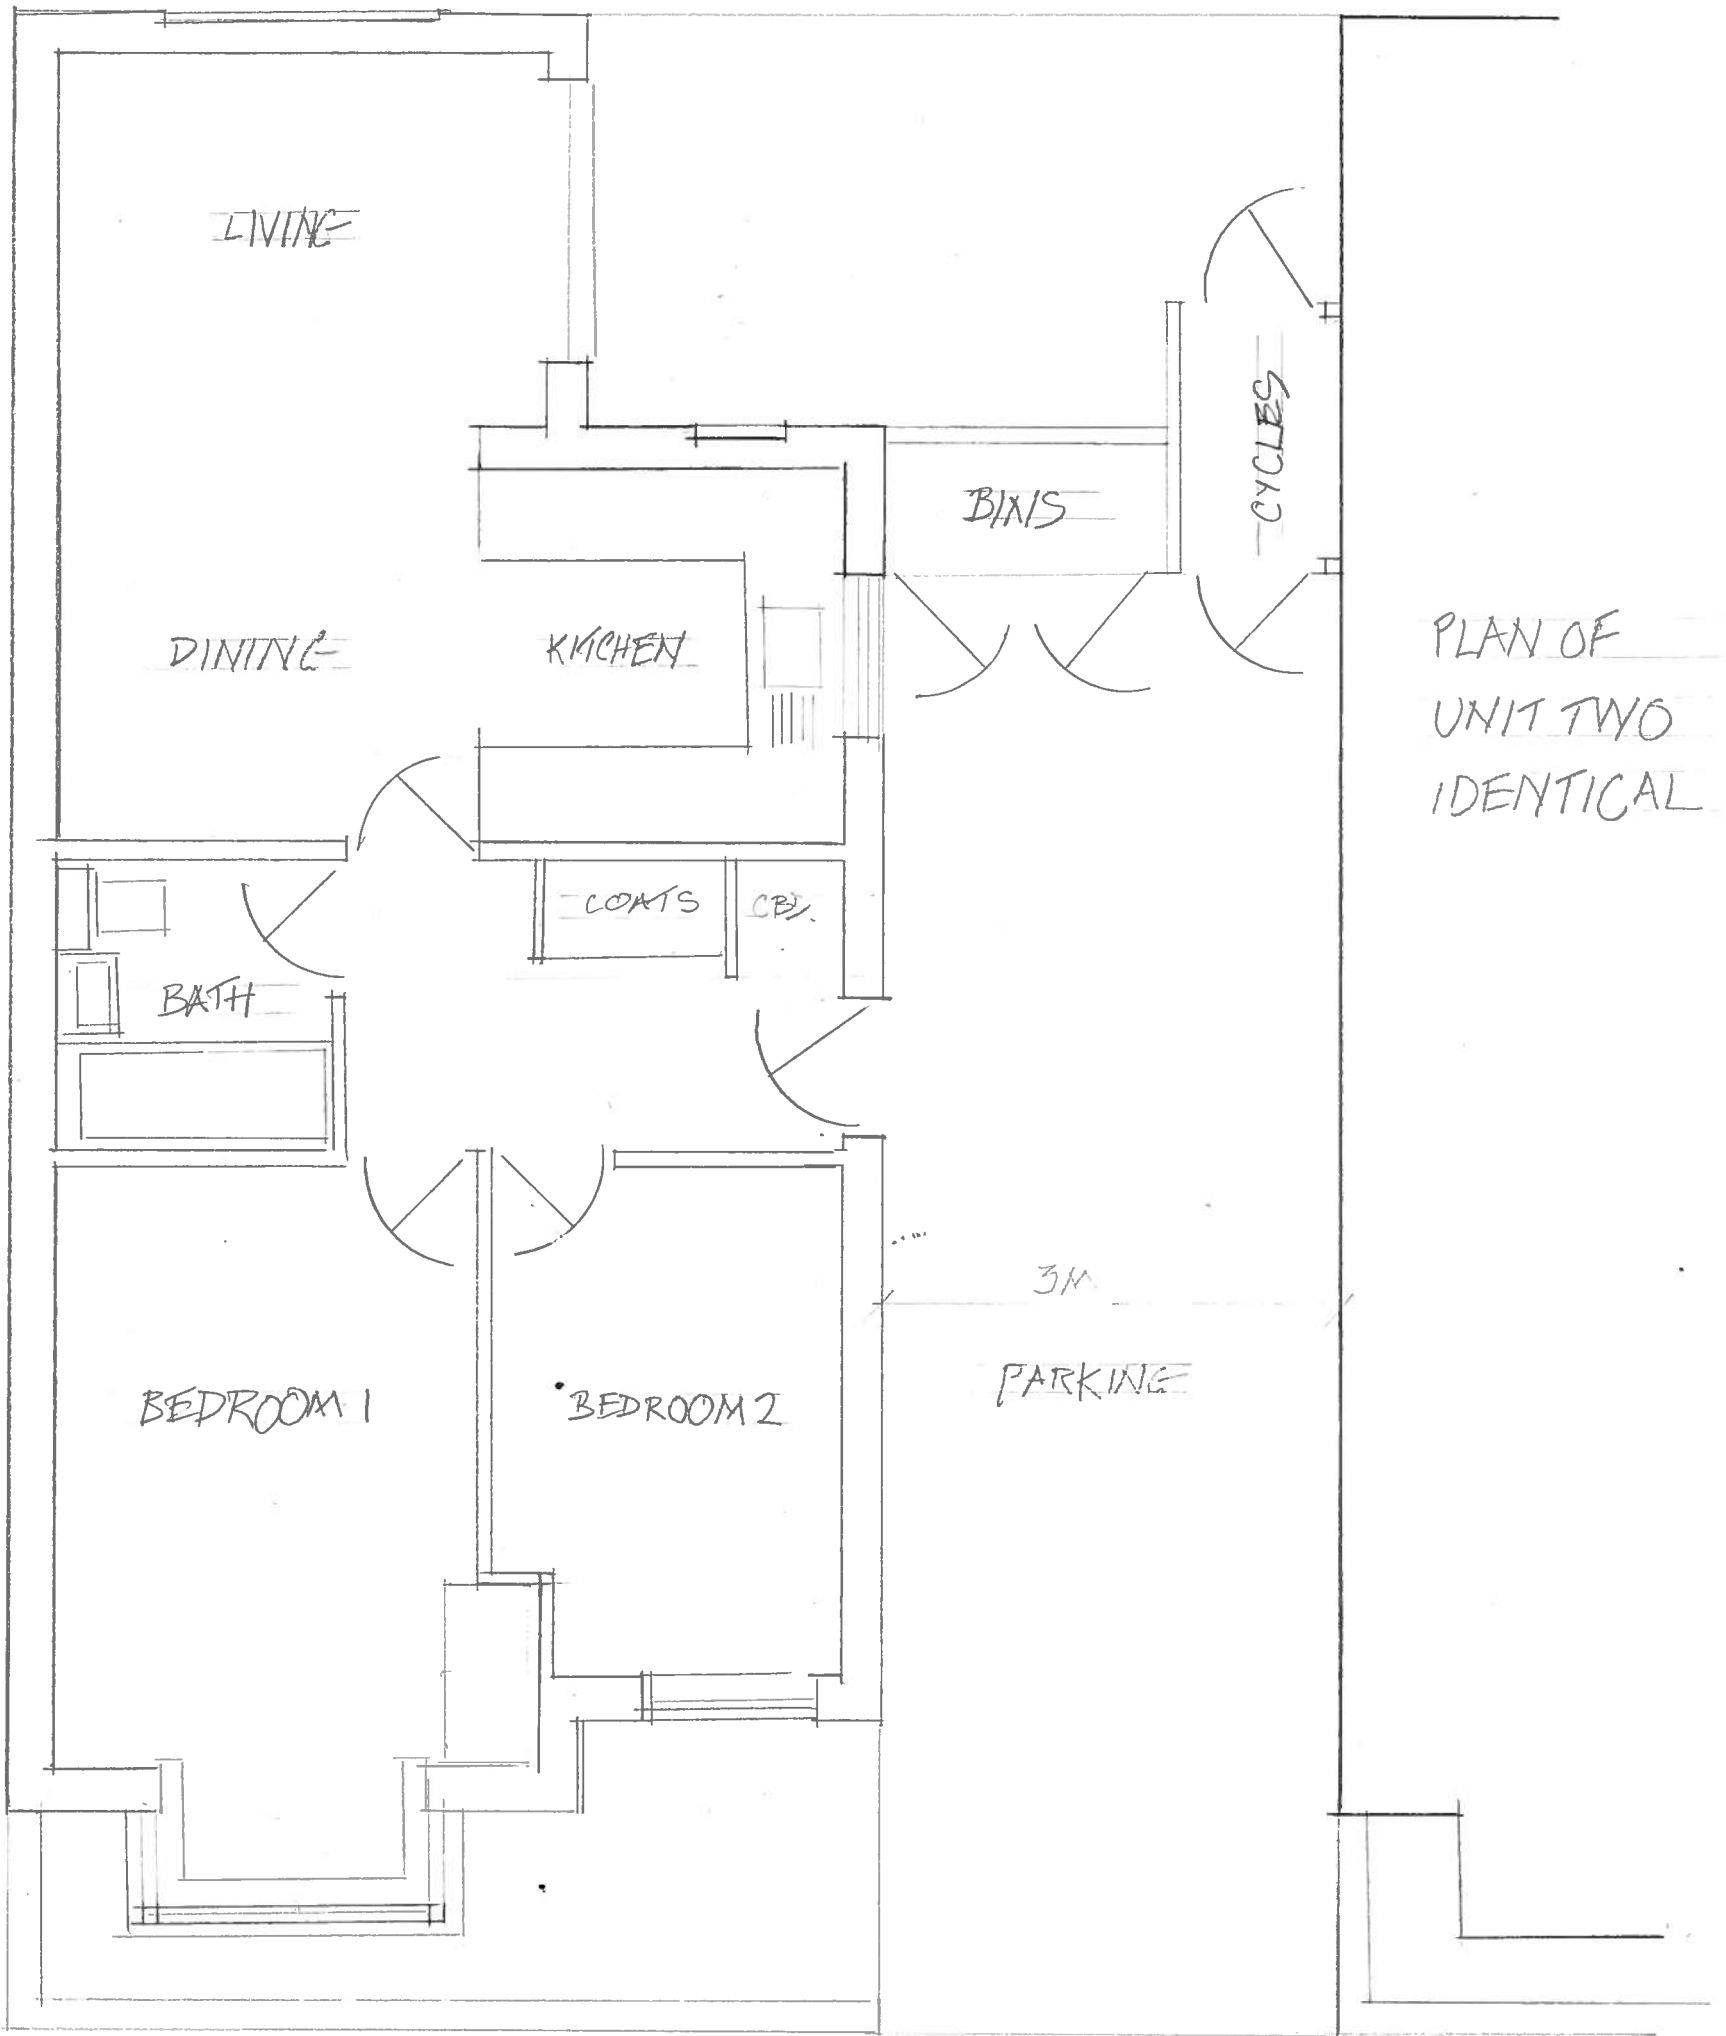 LIVING
CYCLES
BINS
DINING
KITCHEN
PLAN OF
UNIT TWO
IDENTICAL
COATS
CBD.
BATH
3M
PARKING
BEDROOM 1
BEDROOM 2